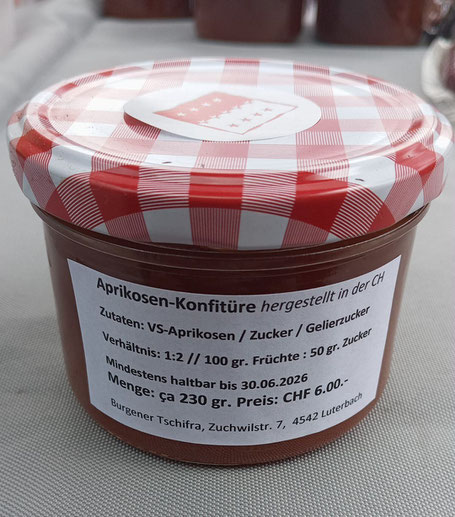 Aprikosen-Konfitüre hergestellt in der CH
Zutaten: VS-Aprikosen / Zucker / Gelierzucker
Verhältnis: 1:2 // 100 gr. Früchte : 50 gr. Zucker
Mindestens haltbar bis 30.06.2026
Menge: ça 230 gr. Preis: CHF 6.00.-
Burgener Tschifra, Zuchwilstr. 7, 4542 Luterbach